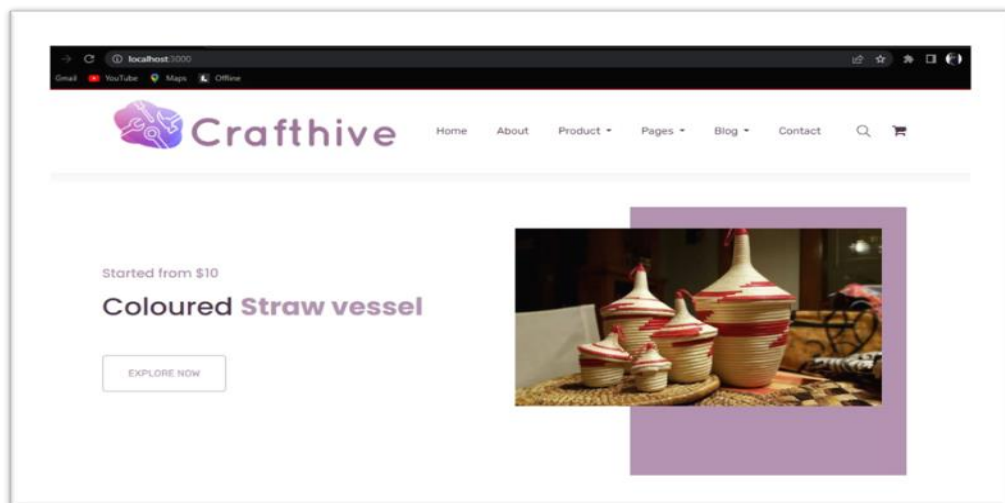 localhost:3000
Gmail YouTube Maps Offline
Crafthive Home About Product Pages Blog Contact
Started from $10
Coloured Straw vessel
EXPLORE NOW